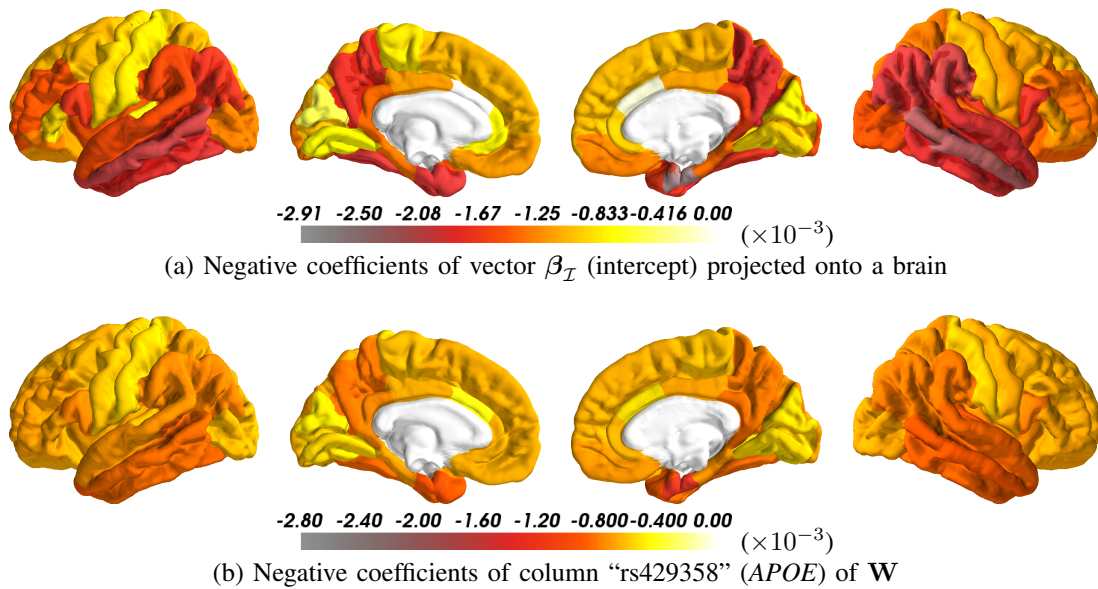 -2.91 -2.50 -2.08 -1.67 -1.25 -0.833 -0.416 0.00
(×10⁻³)
(a) Negative coefficients of vector β_ℐ (intercept) projected onto a brain
-2.80 -2.40 -2.00 -1.60 -1.20 -0.800 -0.400 0.00
(×10⁻³)
(b) Negative coefficients of column “rs429358” (APOE) of W